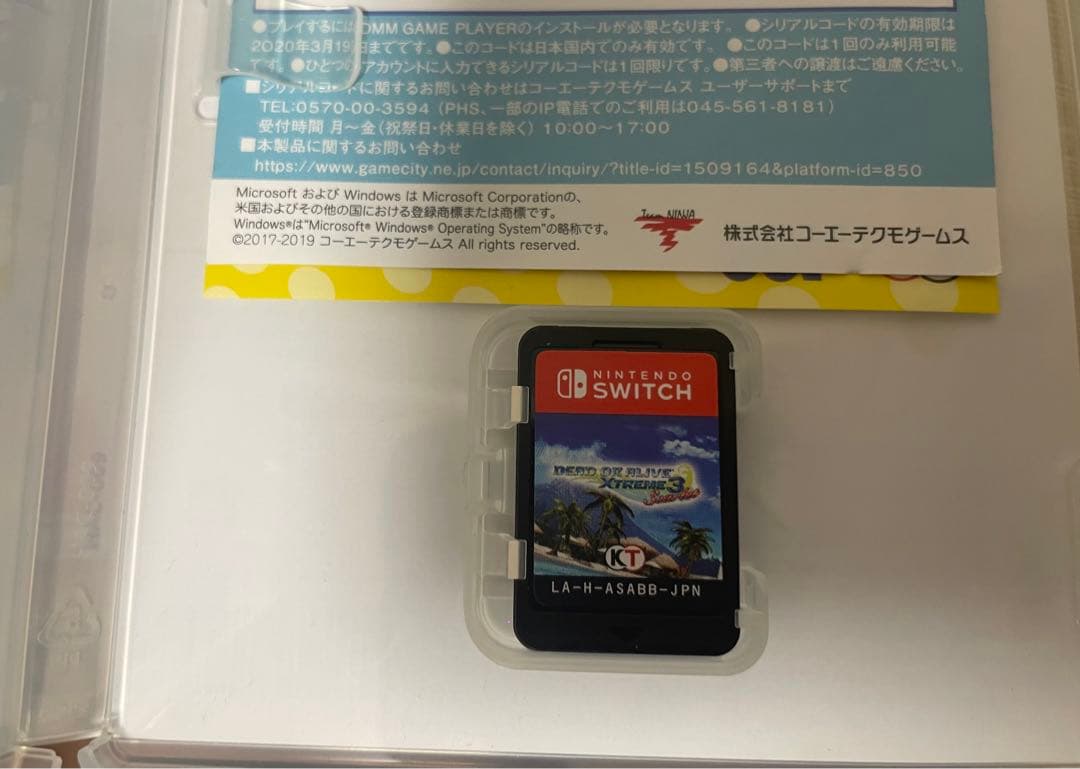 ●プレイするには DMM GAME PLAYERのインストールが必要となります。 ●シリアルコードの有効期限は
2020年3月19日までです。●このコードは日本国内でのみ有効です。 ●このコードは1回のみ利用可能
です。●ひとつのアカウントに入力できるシリアルコードは1回限りです。●第三者への譲渡はご遠慮ください。
■シリアルコードに関するお問い合わせはコーエーテクモゲームス ユーザーサポートまで
TEL:0570-00-3594 (PHS、一部のIP電話でのご利用は045-561-8181)
受付時間 月～金(祝祭日・休業日を除く) 10:00～17:00
■本製品に関するお問い合わせ
https://www.gamecity.ne.jp/contact/inquiry/?title-id=1509164&platform-id=850
Microsoft および Windows は Microsoft Corporationの、
米国およびその他の国における登録商標または商標です。
Windows®は"Microsoft® Windows® Operating System"の略称です。
©2017-2019 コーエーテクモゲームス All rights reserved.
Team NINJA
株式会社コーエーテクモゲームス
NINTENDO
SWITCH
DEAD OR ALIVE
XTREME 3
Scarlet
KT
LA-H-ASABB-JPN